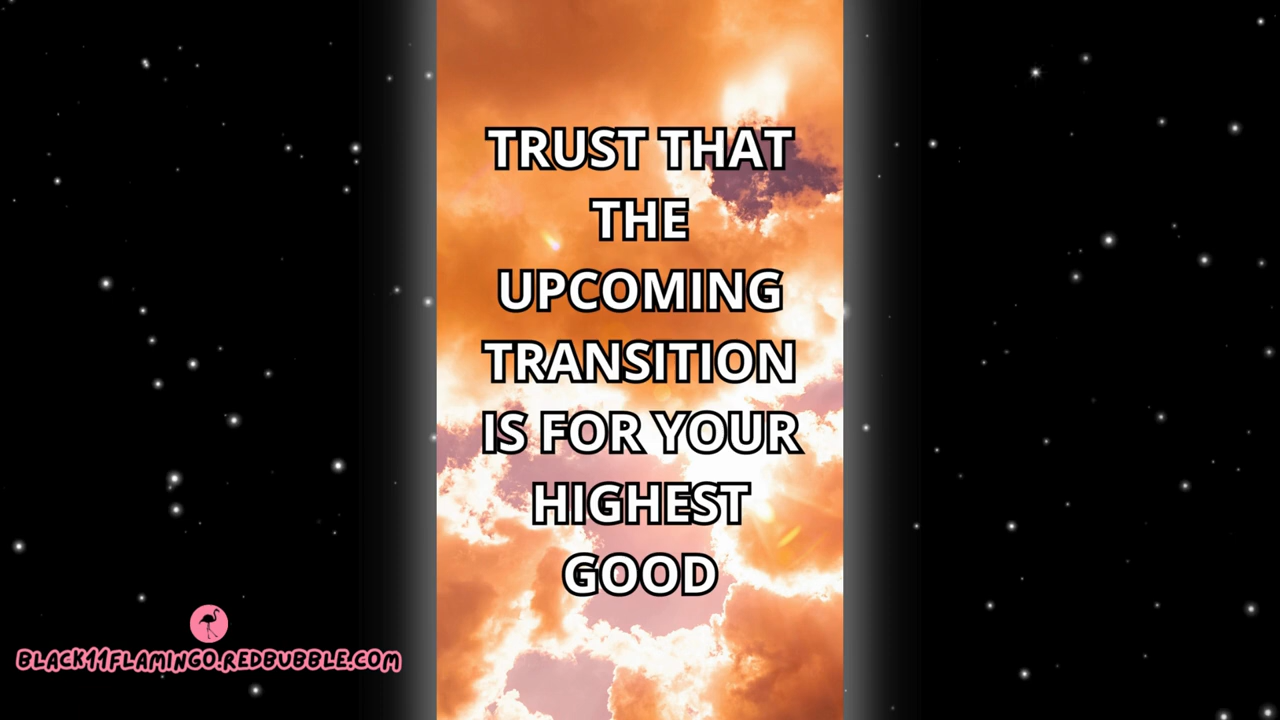 TRUST THAT
THE
UPCOMING
TRANSITION
IS FOR YOUR
HIGHEST
GOOD
BLACK11FLAMINGO.REDBUBBLE.COM